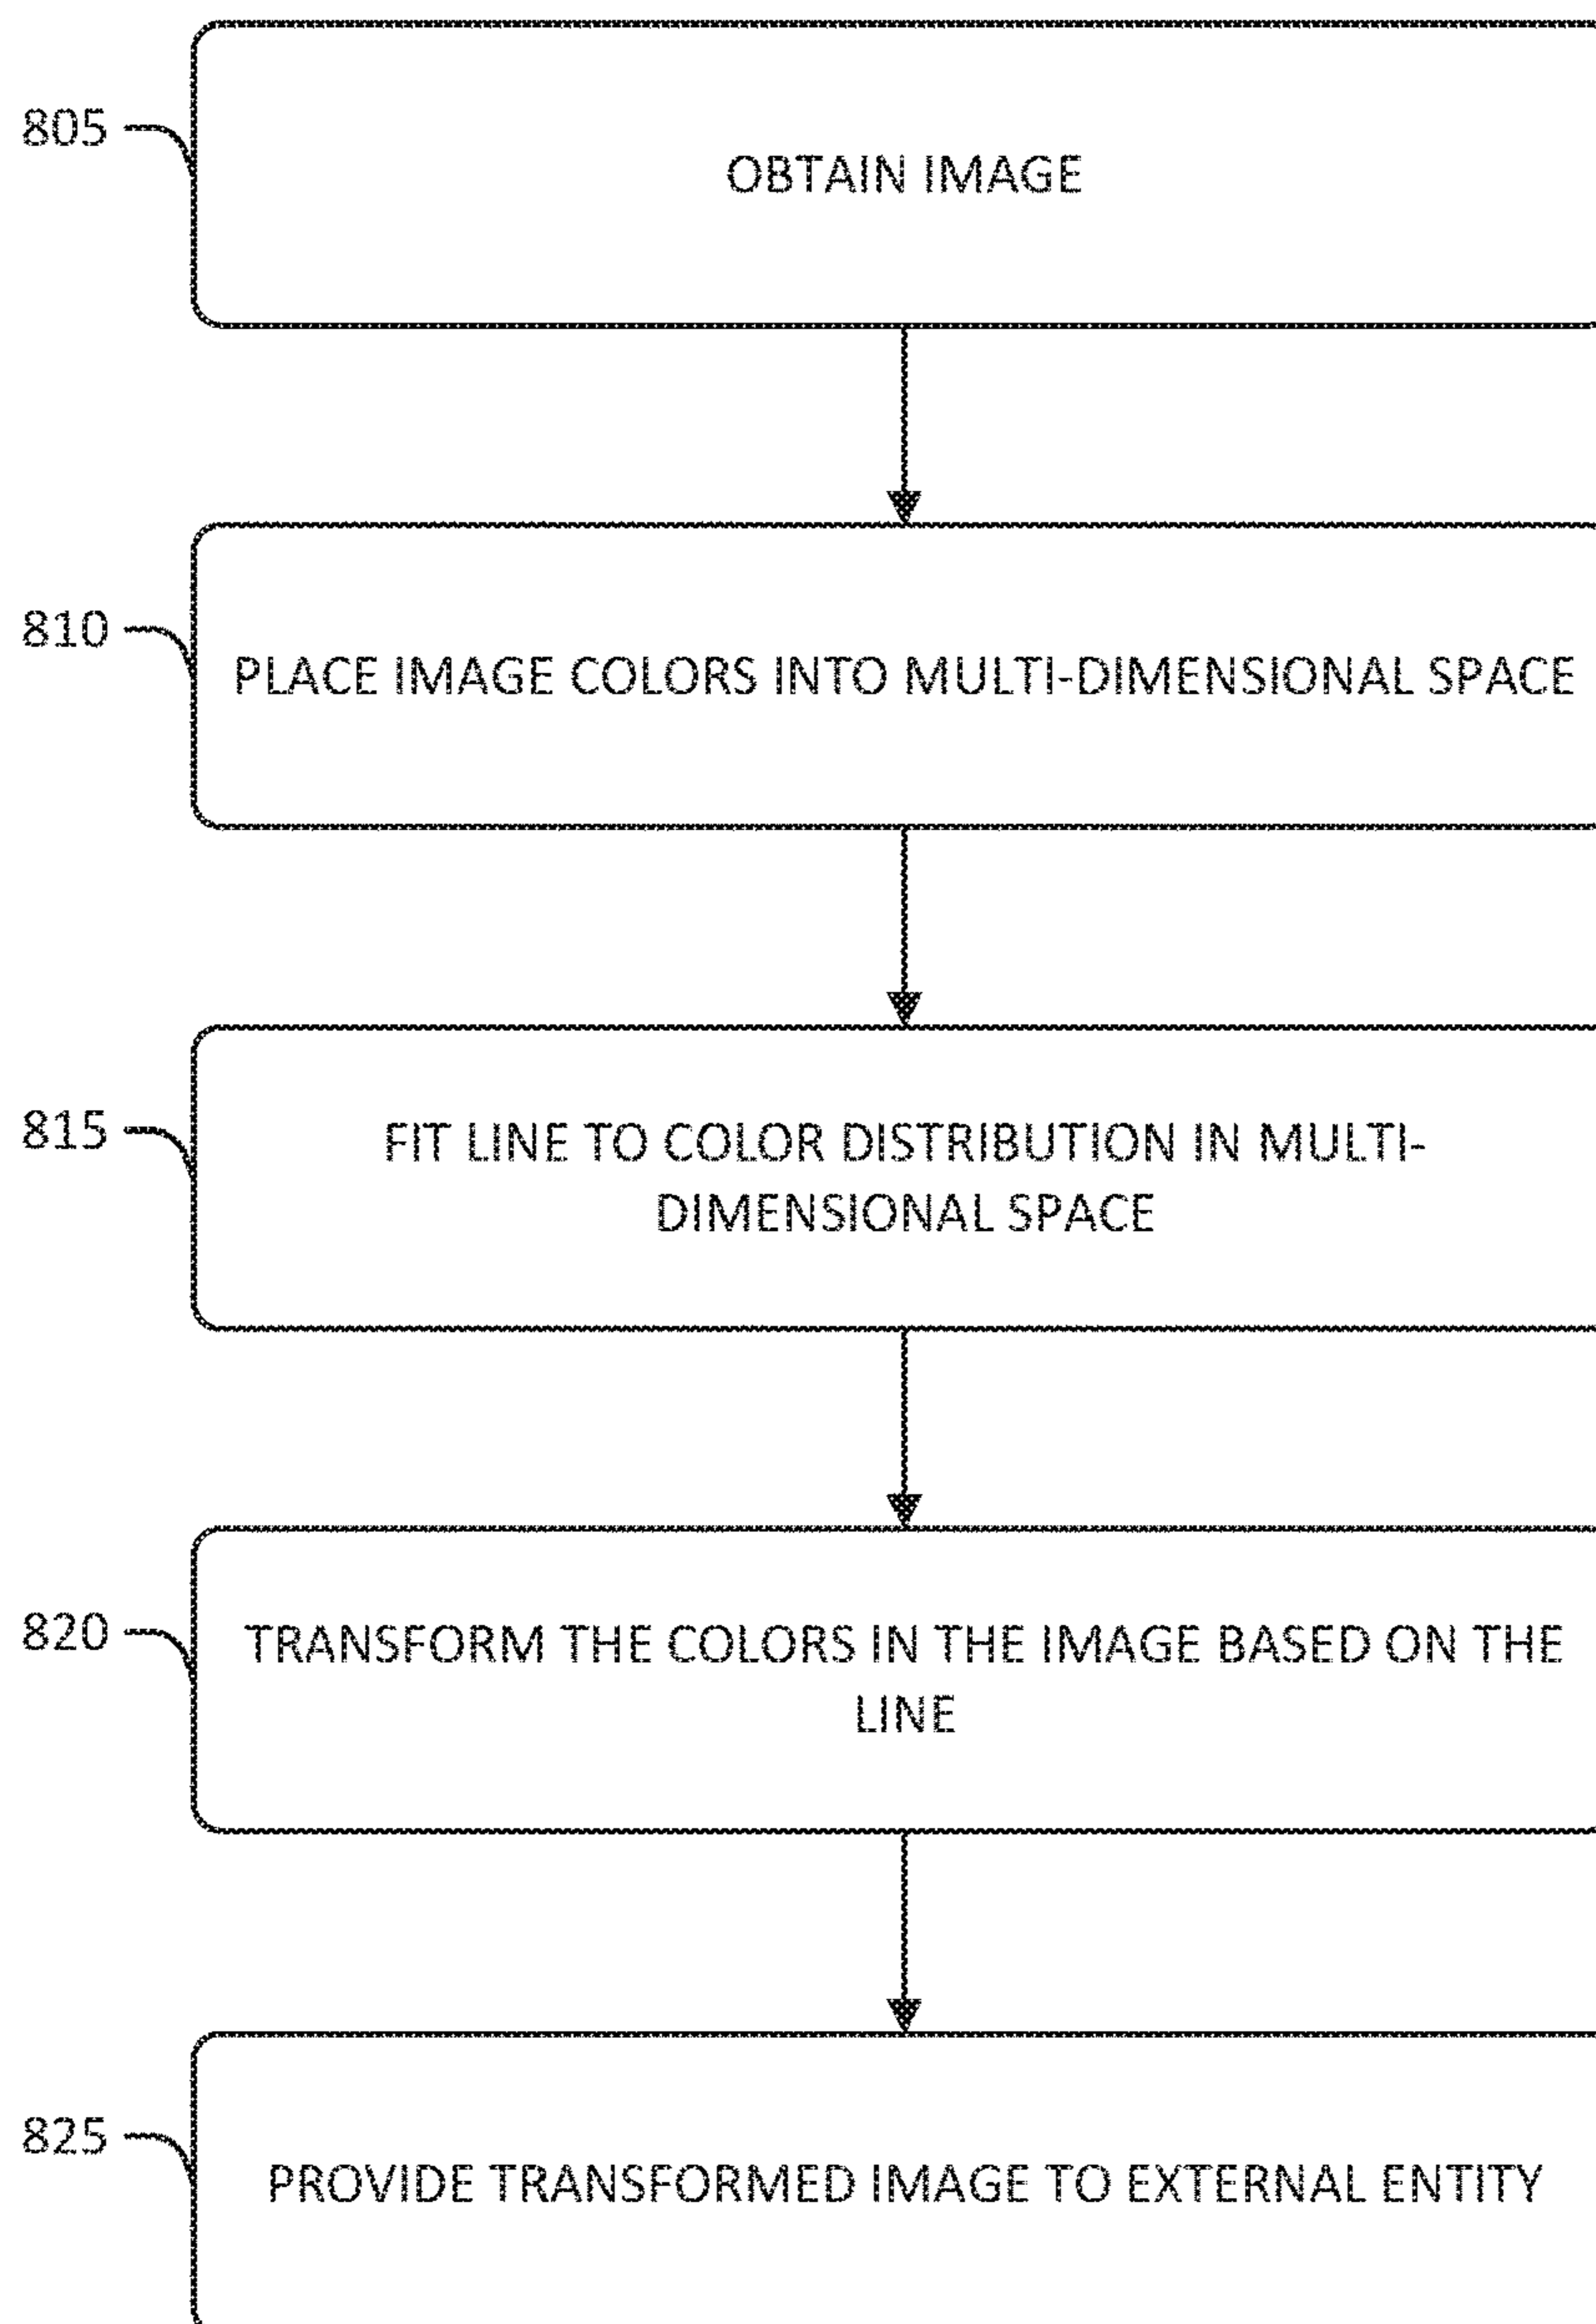 805
OBTAIN IMAGE
810
PLACE IMAGE COLORS INTO MULTI-DIMENSIONAL SPACE
815
FIT LINE TO COLOR DISTRIBUTION IN MULTI-
DIMENSIONAL SPACE
820
TRANSFORM THE COLORS IN THE IMAGE BASED ON THE
LINE
825
PROVIDE TRANSFORMED IMAGE TO EXTERNAL ENTITY